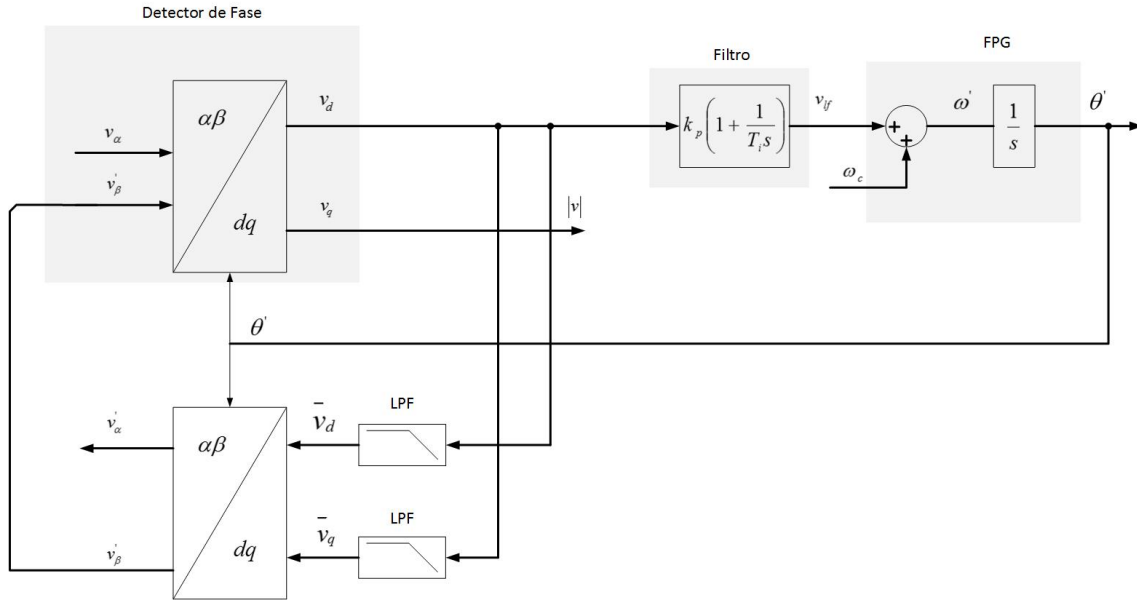 Detector de Fase
Filtro
FPG
αβ
dq
v_α
v'_β
v_d
v_q
|v|
k_p(1 + 1/(T_i s))
v_lf
+
+
ω_c
ω'
1/s
θ'
θ'
αβ
dq
v'_α
v'_β
v̄_d
LPF
v̄_q
LPF